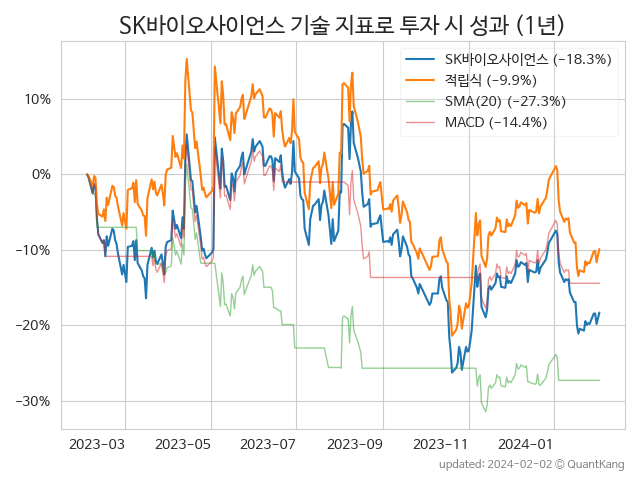 SK바이오사이언스 기술 지표로 투자 시 성과 (1년)
SK바이오사이언스 (−18.3%)
적립식 (−9.9%)
SMA(20) (−27.3%)
MACD (−14.4%)
10%
0%
−10%
−20%
−30%
2023-03
2023-05
2023-07
2023-09
2023-11
2024-01
updated: 2024-02-02 © QuantKang